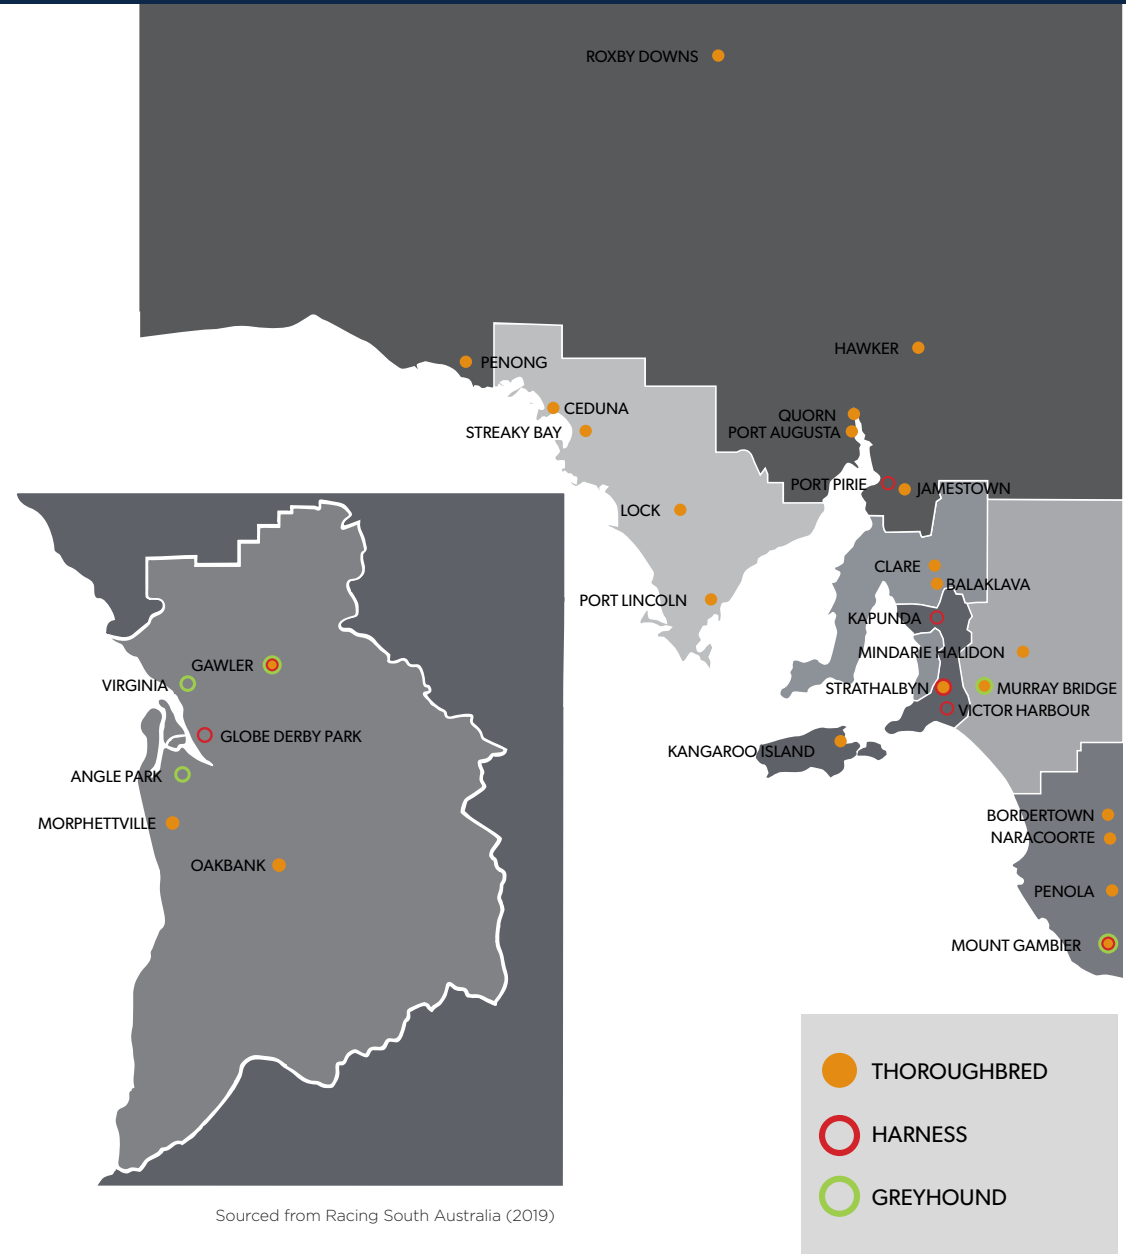 ROXBY DOWNS
HAWKER
PENONG
CEDUNA
QUORN
STREAKY BAY
PORT AUGUSTA
PORT PIRIE
JAMESTOWN
LOCK
CLARE
BALAKLAVA
PORT LINCOLN
KAPUNDA
MINDARIE HALIDON
STRATHALBYN
MURRAY BRIDGE
VICTOR HARBOUR
KANGAROO ISLAND
BORDERTOWN
NARACOORTE
PENOLA
MOUNT GAMBIER
GAWLER
VIRGINIA
GLOBE DERBY PARK
ANGLE PARK
MORPHETTVILLE
OAKBANK
THOROUGHBRED
HARNESS
GREYHOUND
Sourced from Racing South Australia (2019)